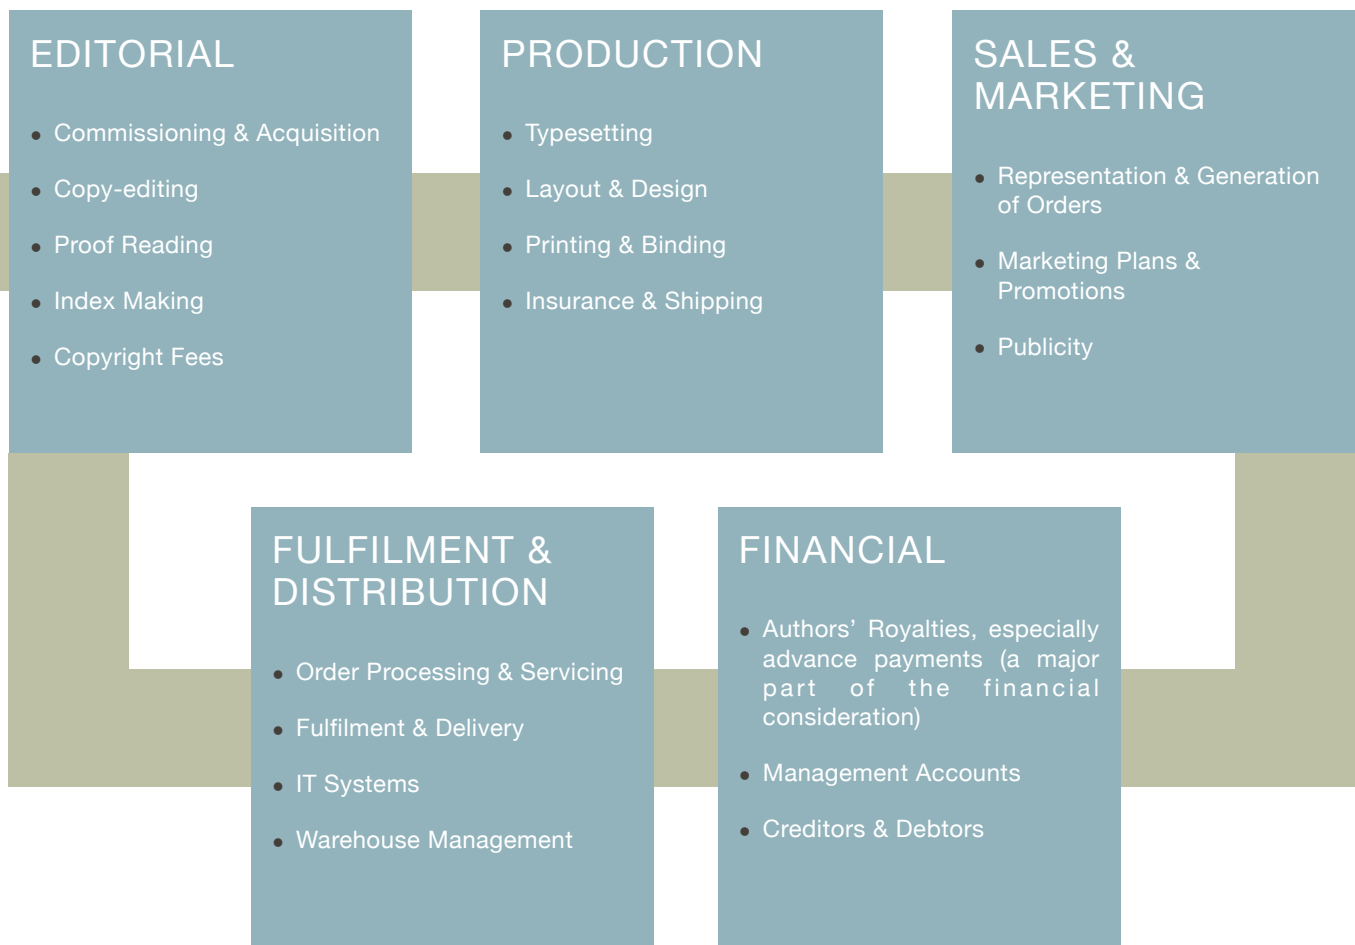 EDITORIAL
• Commissioning & Acquisition
• Copy-editing
• Proof Reading
• Index Making
• Copyright Fees
PRODUCTION
• Typesetting
• Layout & Design
• Printing & Binding
• Insurance & Shipping
SALES &
MARKETING
• Representation & Generation
of Orders
• Marketing Plans &
Promotions
• Publicity
FULFILMENT &
DISTRIBUTION
• Order Processing & Servicing
• Fulfilment & Delivery
• IT Systems
• Warehouse Management
FINANCIAL
• Authors’ Royalties, especially
advance payments (a major
part of the financial
consideration)
• Management Accounts
• Creditors & Debtors